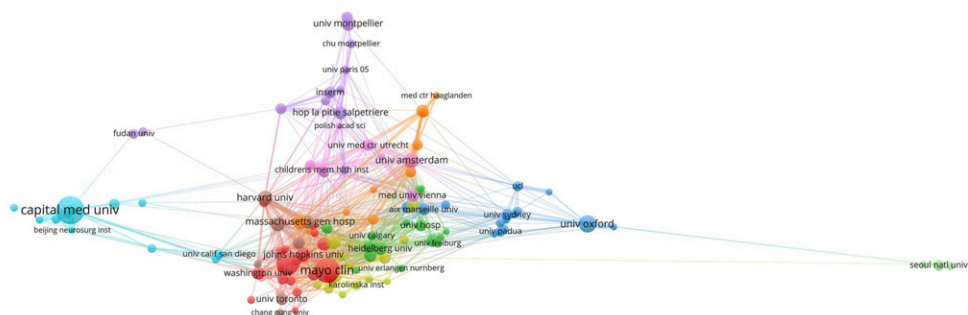 univ montpellier
chu montpellier
univ paris 05
inserm
med ctr haaglanden
hop la pitie salpetriere
polish acad sci
fudan univ
univ med ctr utrecht
univ amsterdam
childrens mem hlth inst
ucl
harvard univ
med univ vienna
capital med univ
aix marseille univ
univ sydney
massachusetts gen hosp
univ hosp
univ oxford
beijing neurosurg inst
univ padua
univ calgary
univ freiburg
heidelberg univ
univ calif san diego
johns hopkins univ
seoul natl univ
mayo clin
univ erlangen nurnberg
washington univ
karolinska inst
univ toronto
chang gung univ